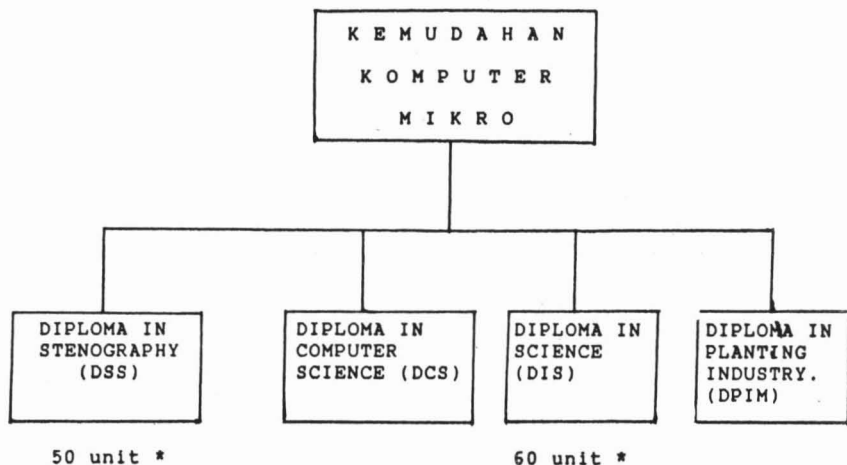 K E M U D A H A N
K O M P U T E R
M I K R O
DIPLOMA IN
STENOGRAPHY
(DSS)
DIPLOMA IN
COMPUTER
SCIENCE (DCS)
DIPLOMA IN
SCIENCE
(DIS)
DIPLOMA IN
PLANTING
INDUSTRY.
(DPIM)
50 unit *
60 unit *